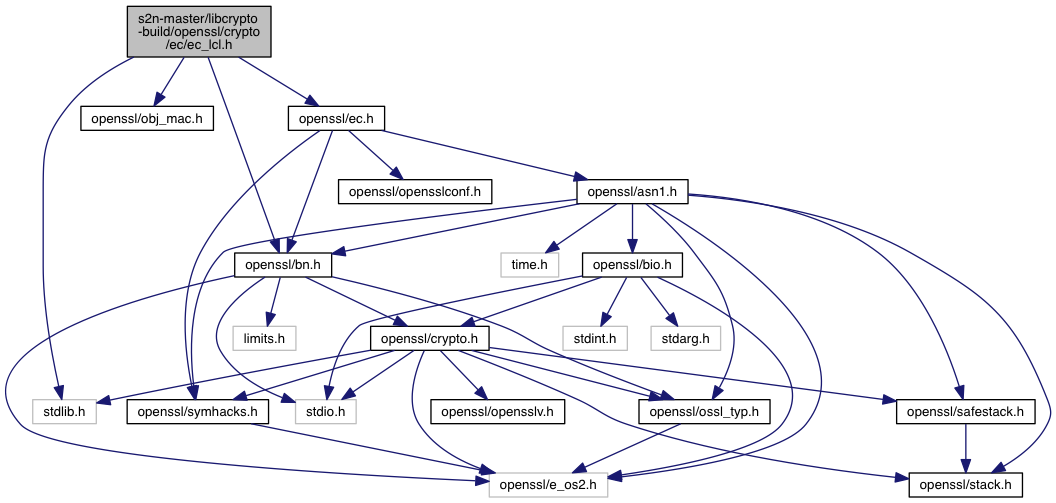 s2n-master/libcrypto
-build/openssl/crypto
/ec/ec_lcl.h
openssl/obj_mac.h
openssl/ec.h
openssl/opensslconf.h
openssl/asn1.h
openssl/bn.h
time.h
openssl/bio.h
limits.h
openssl/crypto.h
stdint.h
stdarg.h
stdlib.h
openssl/symhacks.h
stdio.h
openssl/opensslv.h
openssl/ossl_typ.h
openssl/safestack.h
openssl/e_os2.h
openssl/stack.h